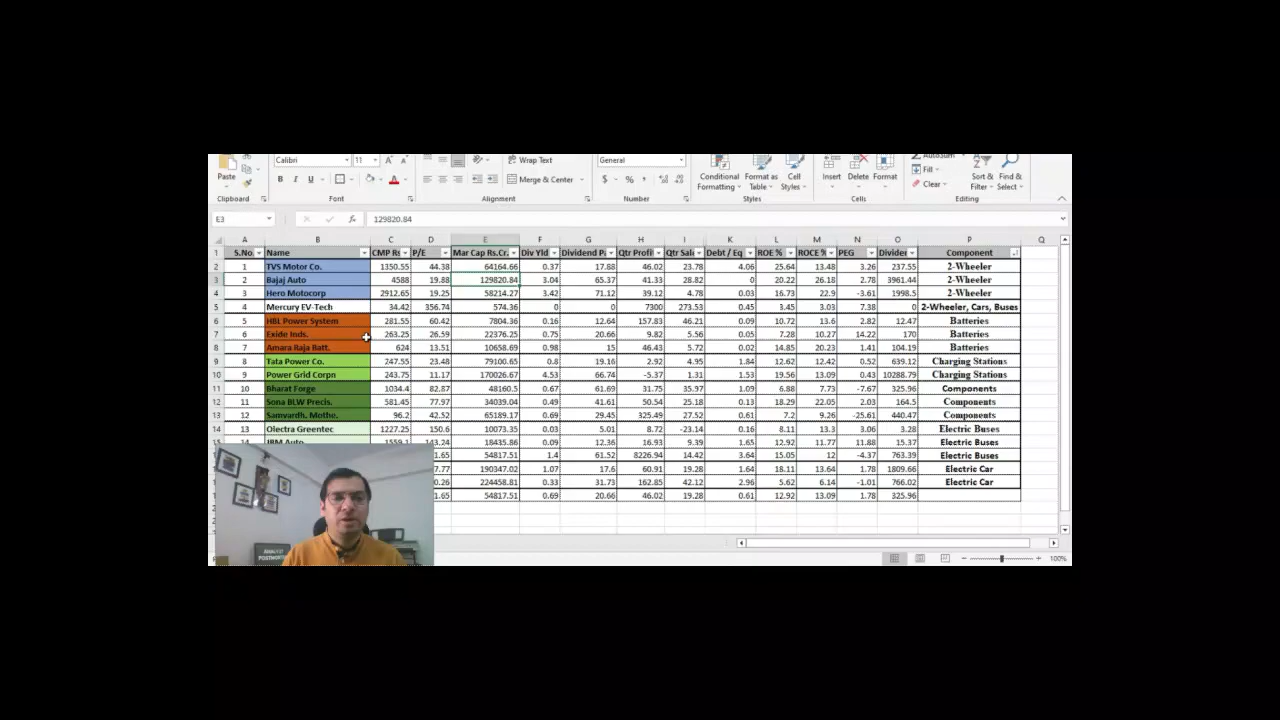 Calibri 11 A A Wrap Text General AutoSum
Paste B I U A Merge & Center $ % Conditional Formatting Format as Table Cell Styles Insert Delete Format Fill Clear Sort & Filter Find & Select
Clipboard Font Alignment Number Styles Cells Editing
E3 fx 129820.84
A B C D E F G H I J K L M N O P Q
1 S.No. Name CMP Rs P/E Mar Cap Rs.Cr. Div Yld Dividend P Qtr Profit Qtr Sal Debt / Eq ROE % ROCE % PEG Divider Component
2 1 TVS Motor Co. 1350.55 44.38 64164.66 0.37 17.88 46.02 23.78 4.06 25.64 13.48 3.26 237.55 2-Wheeler
3 2 Bajaj Auto 4588 19.88 129820.84 3.04 65.37 41.33 28.82 0 20.22 26.18 2.78 3961.44 2-Wheeler
4 3 Hero Motocorp 2912.65 19.25 58214.27 3.42 71.12 39.12 4.78 0.03 16.73 22.9 -3.61 1998.5 2-Wheeler
5 4 Mercury EV-Tech 34.42 356.74 574.36 0 0 7300 273.53 0.45 3.45 3.03 7.38 0 2-Wheeler, Cars, Buses
6 5 HBL Power System 281.55 60.42 7804.36 0.16 12.64 157.83 46.21 0.09 10.72 13.6 2.82 12.47 Batteries
7 6 Exide Inds. 263.25 26.59 22376.25 0.75 20.66 9.82 5.56 0.05 7.28 10.27 14.22 170 Batteries
8 7 Amara Raja Batt. 624 13.51 10658.69 0.98 15 46.43 5.72 0.02 14.85 20.23 1.41 104.19 Batteries
9 8 Tata Power Co. 247.55 23.48 79100.65 0.8 19.16 2.92 4.95 1.84 12.62 12.42 0.52 639.12 Charging Stations
10 9 Power Grid Corpn 243.75 11.17 170026.67 4.53 66.74 -5.37 1.31 1.53 19.56 13.09 0.43 10288.79 Charging Stations
11 10 Bharat Forge 1034.4 82.87 48160.5 0.67 61.69 31.75 35.97 1.09 6.88 7.73 -7.67 325.96 Components
12 11 Sona BLW Precis. 581.45 77.97 34039.04 0.49 41.61 50.54 25.18 0.13 18.29 22.05 2.03 164.5 Components
13 12 Samvardh. Mothe. 96.2 42.52 65189.17 0.69 29.45 325.49 27.52 0.61 7.2 9.26 -25.61 440.47 Components
14 13 Olectra Greentec 1227.25 150.6 10073.35 0.03 5.01 8.72 -23.14 0.16 8.11 13.3 3.06 3.28 Electric Buses
JBM Auto 143.24 18435.86 0.09 12.36 16.93 9.39 1.65 12.92 11.77 11.88 15.37 Electric Buses
1.65 54817.51 1.4 61.52 8226.94 14.42 3.64 15.05 12 -4.37 763.39 Electric Buses
7.77 190347.02 1.07 17.6 60.91 19.28 1.64 18.11 13.64 1.78 1809.66 Electric Car
0.26 224458.81 0.33 31.73 162.85 42.12 2.96 5.62 6.14 -1.01 766.02 Electric Car
1.65 54817.51 0.69 20.66 46.02 19.28 0.61 12.92 13.09 1.78 325.96
100%